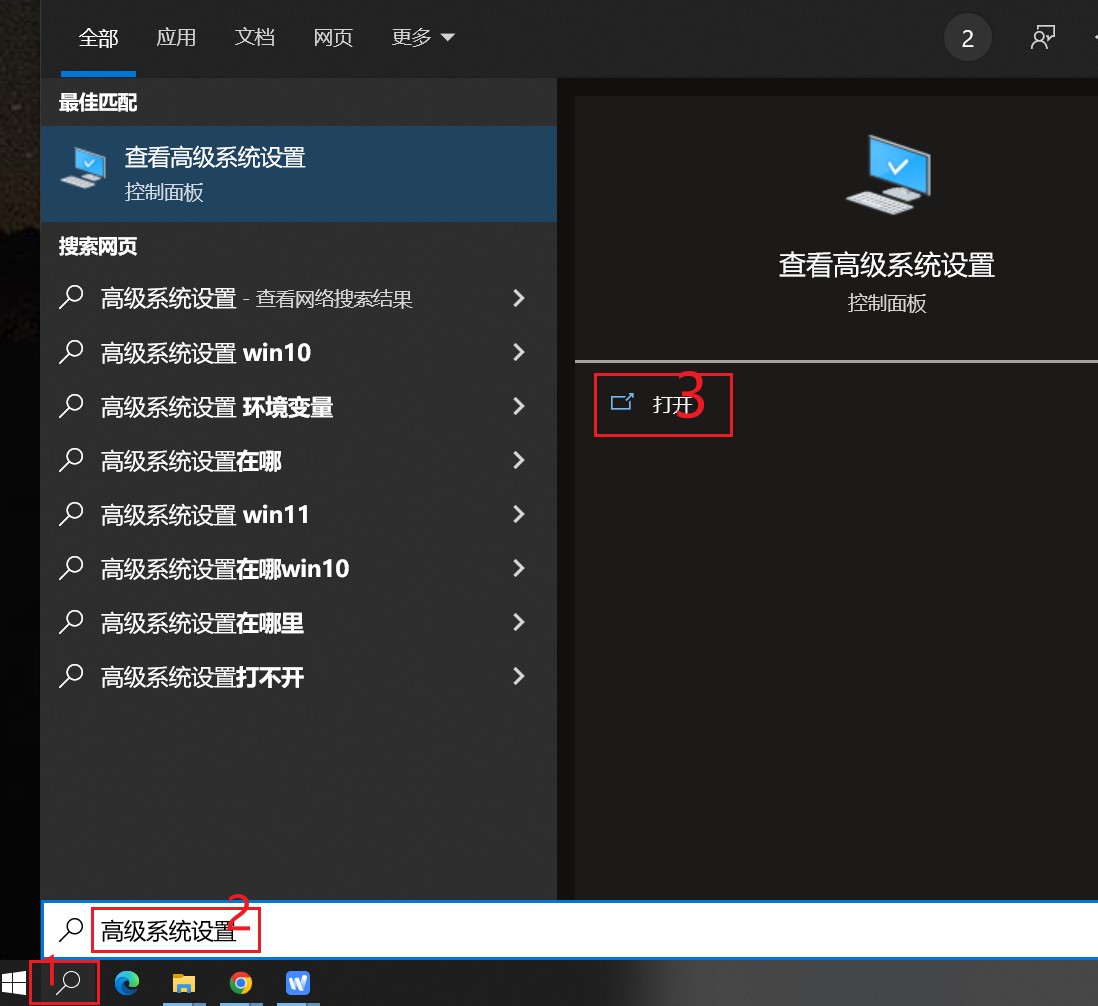 全部 应用 文档 网页 更多 2
最佳匹配
查看高级系统设置
控制面板
搜索网页
高级系统设置 - 查看网络搜索结果
高级系统设置 win10
高级系统设置 环境变量
高级系统设置在哪
高级系统设置 win11
高级系统设置在哪win10
高级系统设置在哪里
高级系统设置打不开
查看高级系统设置
控制面板
打开 3
高级系统设置 2
1 W